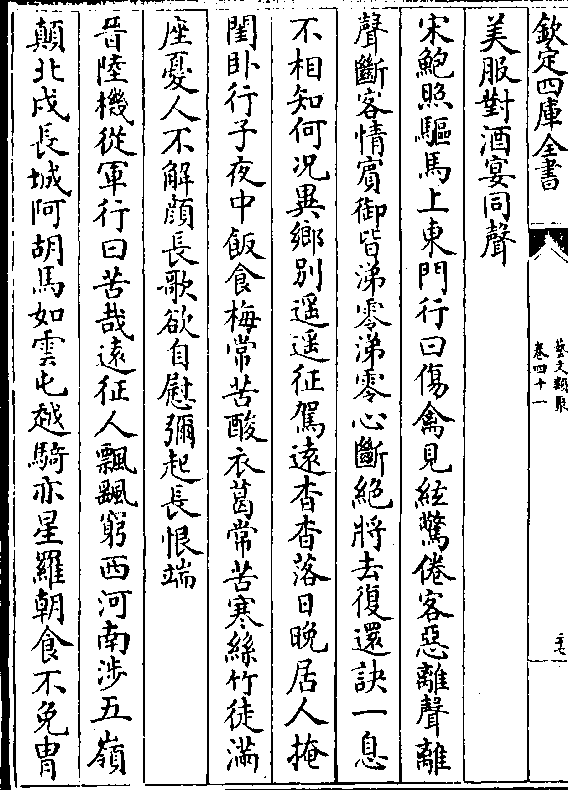 欽定四庫全書
藝文類聚
卷四十一
美服對酒宴同聲
宋鮑照驅馬上東門行曰傷禽見絃驚倦客惡離聲離
聲斷客情賓御皆涕零涕零心斷絶將去復還訣一息
不相知何况異鄉別遥遥征駕遠杳杳落日晚居人掩
閨卧行子夜中飯食梅常苦酸衣葛常苦寒絲竹徒滿
座憂人不解顔長歌欲自慰彌起長恨端
晉陸機從軍行曰苦哉遠征人飄飄窮西河南涉五嶺
顛北戍長城阿胡馬如雲屯越騎亦星羅朝食不免胄